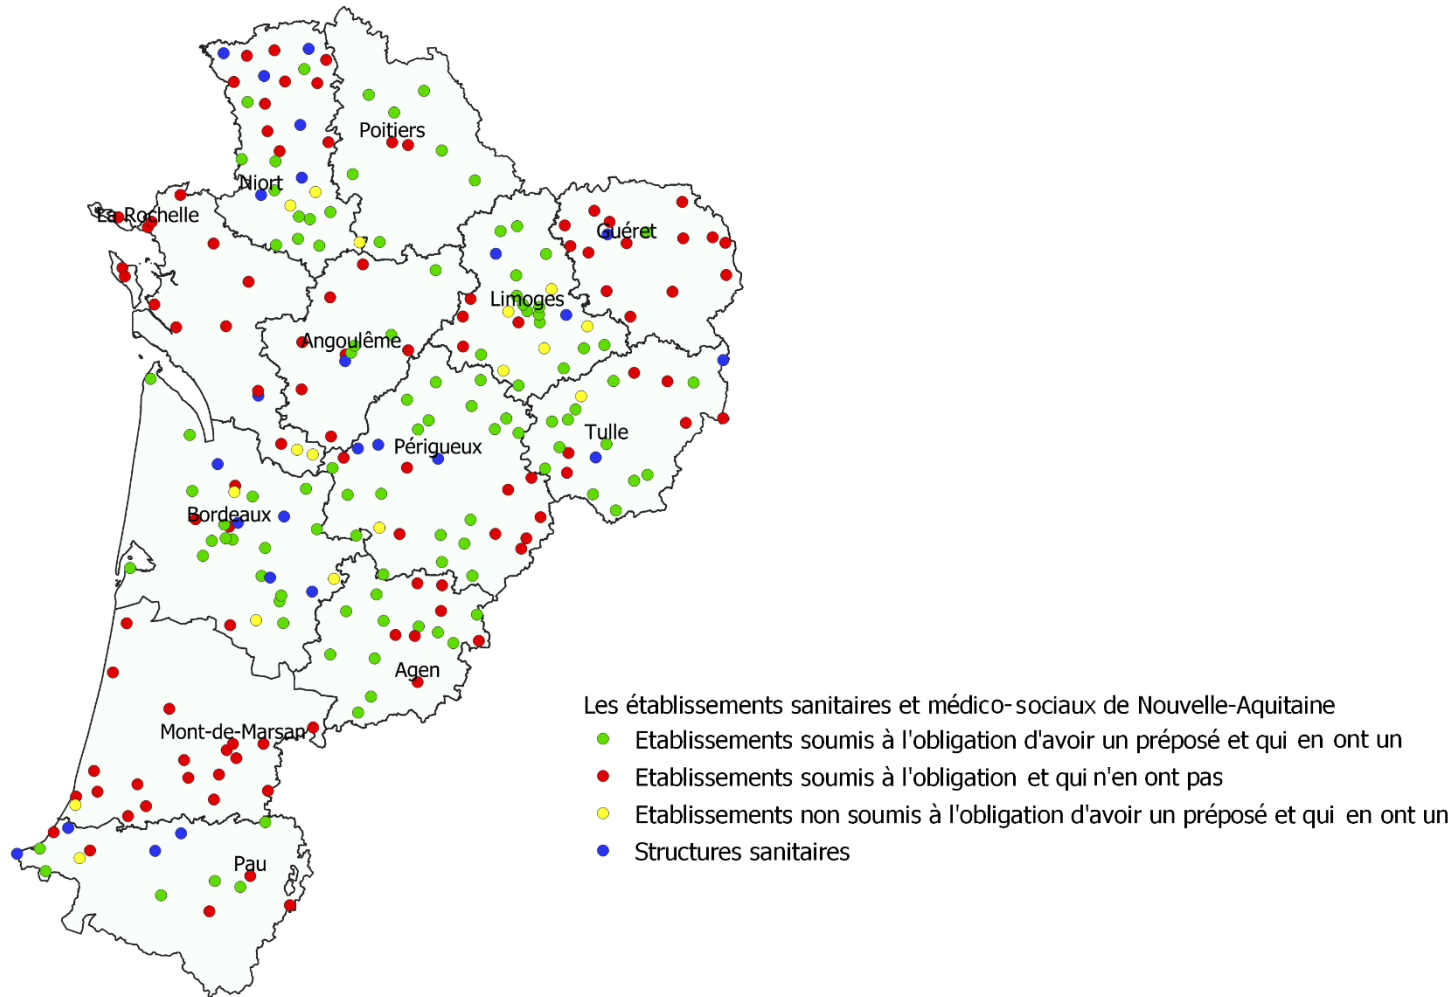 Poitiers
Niort
La Rochelle
Guéret
Limoges
Angoulême
Tulle
Périgueux
Bordeaux
Agen
Mont-de-Marsan
Pau
Les établissements sanitaires et médico-sociaux de Nouvelle-Aquitaine
Etablissements soumis à l'obligation d'avoir un préposé et qui en ont un
Etablissements soumis à l'obligation et qui n'en ont pas
Etablissements non soumis à l'obligation d'avoir un préposé et qui en ont un
Structures sanitaires